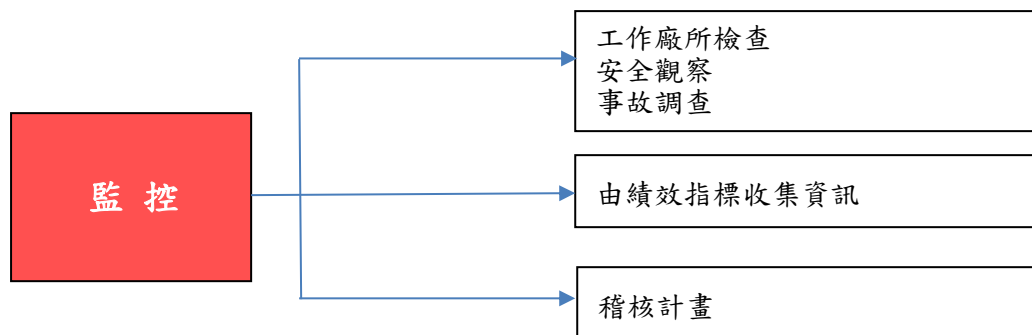 監 控
工作廠所檢查
安全觀察
事故調查
由績效指標收集資訊
稽核計畫